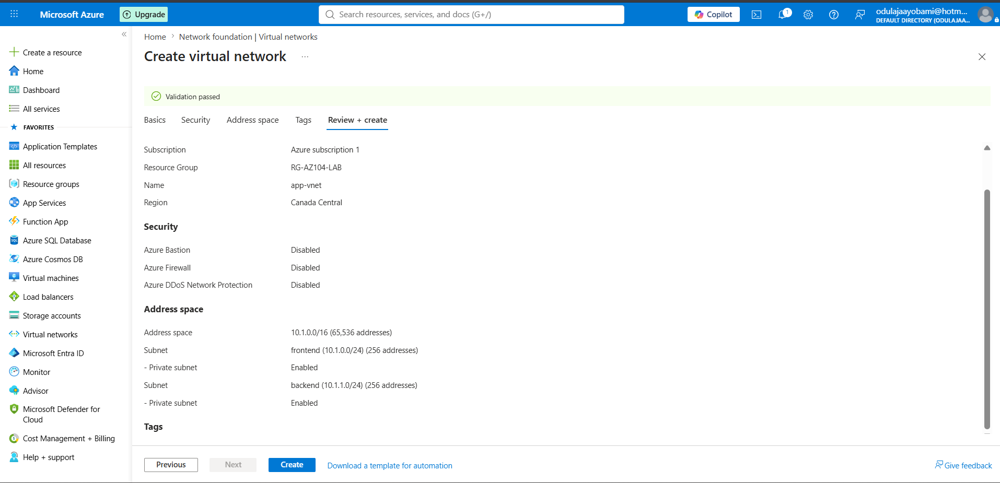 Microsoft Azure
Upgrade
Search resources, services, and docs (G+/)
Copilot
1
odulajaayobami@hotm...
DEFAULT DIRECTORY (ODULAJAA...
Create a resource
Home
Dashboard
All services
FAVORITES
Application Templates
All resources
Resource groups
App Services
Function App
Azure SQL Database
Azure Cosmos DB
Virtual machines
Load balancers
Storage accounts
Virtual networks
Microsoft Entra ID
Monitor
Advisor
Microsoft Defender for
Cloud
Cost Management + Billing
Help + support
Home > Network foundation | Virtual networks
Create virtual network ...
Validation passed
Basics Security Address space Tags Review + create
Subscription Azure subscription 1
Resource Group RG-AZ104-LAB
Name app-vnet
Region Canada Central
Security
Azure Bastion Disabled
Azure Firewall Disabled
Azure DDoS Network Protection Disabled
Address space
Address space 10.1.0.0/16 (65,536 addresses)
Subnet frontend (10.1.0.0/24) (256 addresses)
- Private subnet Enabled
Subnet backend (10.1.1.0/24) (256 addresses)
- Private subnet Enabled
Tags
Previous Next Create Download a template for automation
Give feedback